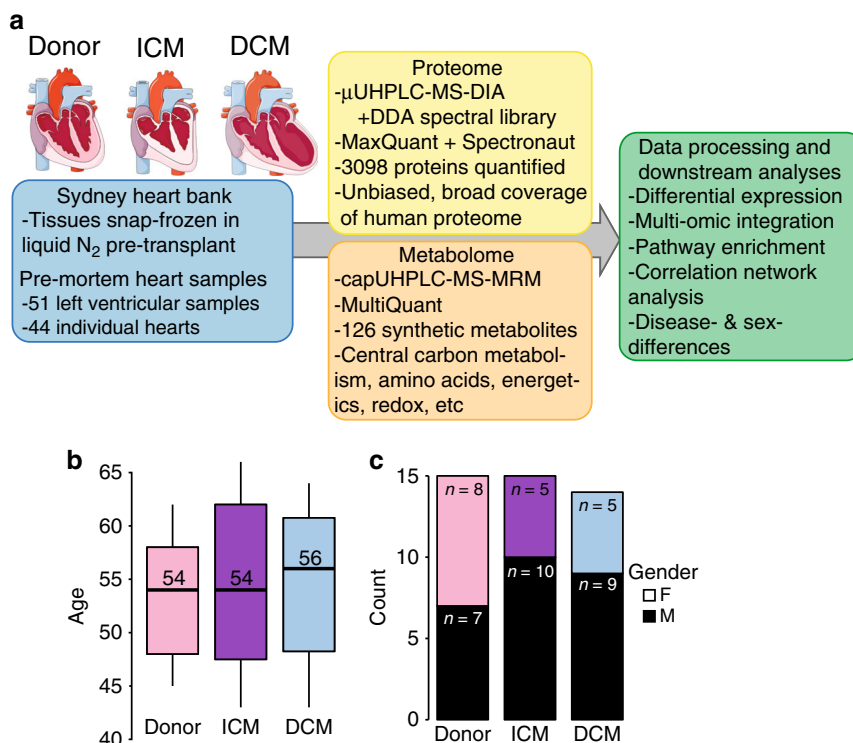 a
Donor ICM DCM
Sydney heart bank
-Tissues snap-frozen in
liquid N₂ pre-transplant
Pre-mortem heart samples
-51 left ventricular samples
-44 individual hearts
Proteome
-μUHPLC-MS-DIA
+DDA spectral library
-MaxQuant + Spectronaut
-3098 proteins quantified
-Unbiased, broad coverage
of human proteome
Metabolome
-capUHPLC-MS-MRM
-MultiQuant
-126 synthetic metabolites
-Central carbon metabol-
ism, amino acids, energet-
ics, redox, etc
Data processing and
downstream analyses
-Differential expression
-Multi-omic integration
-Pathway enrichment
-Correlation network
analysis
-Disease- & sex-
differences
b
Age
65
60
55
50
45
40
54 54 56
Donor ICM DCM
c
Count
15
10
5
0
n = 8 n = 5 n = 5
n = 7 n = 10 n = 9
Donor ICM DCM
Gender
F
M